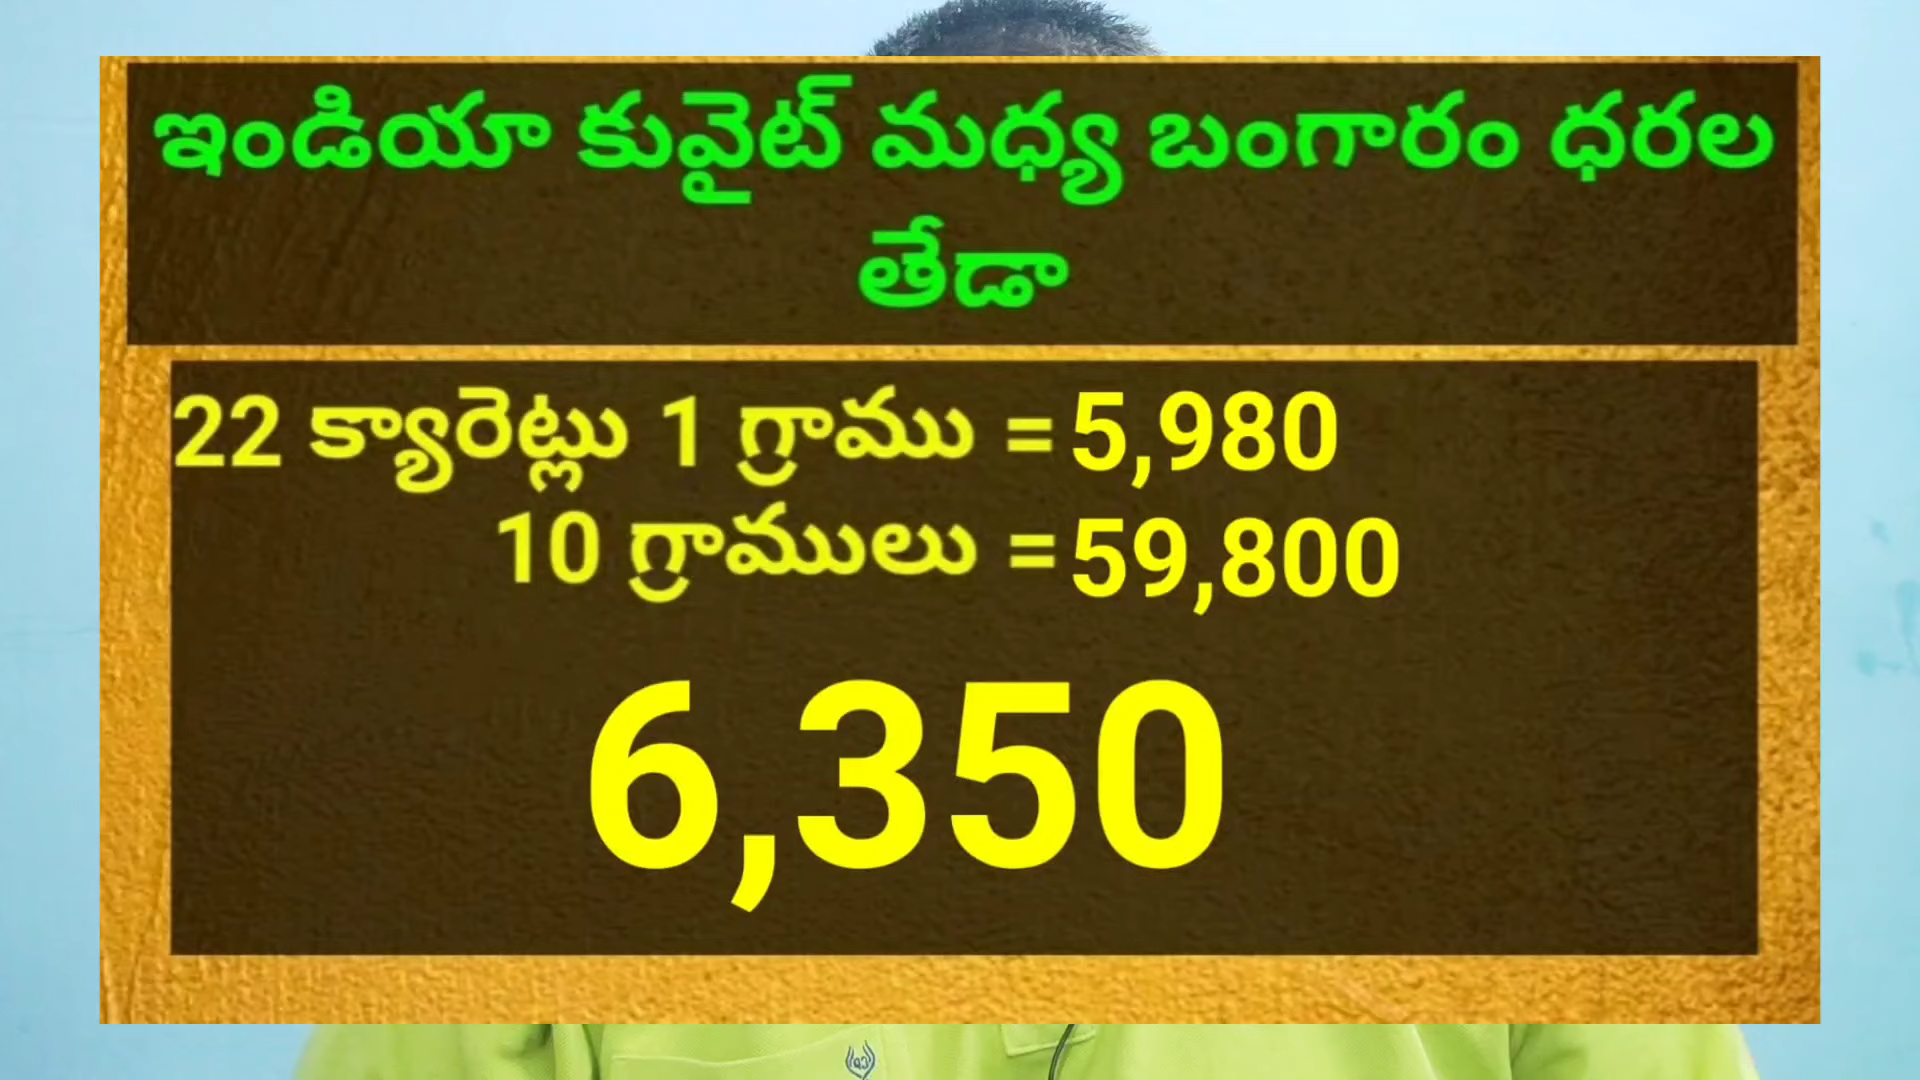 ఇండియా కువైట్ మధ్య బంగారం ధరల
తేడా
22 క్యారెట్లు 1 గ్రాము = 5,980
10 గ్రాములు = 59,800
6,350